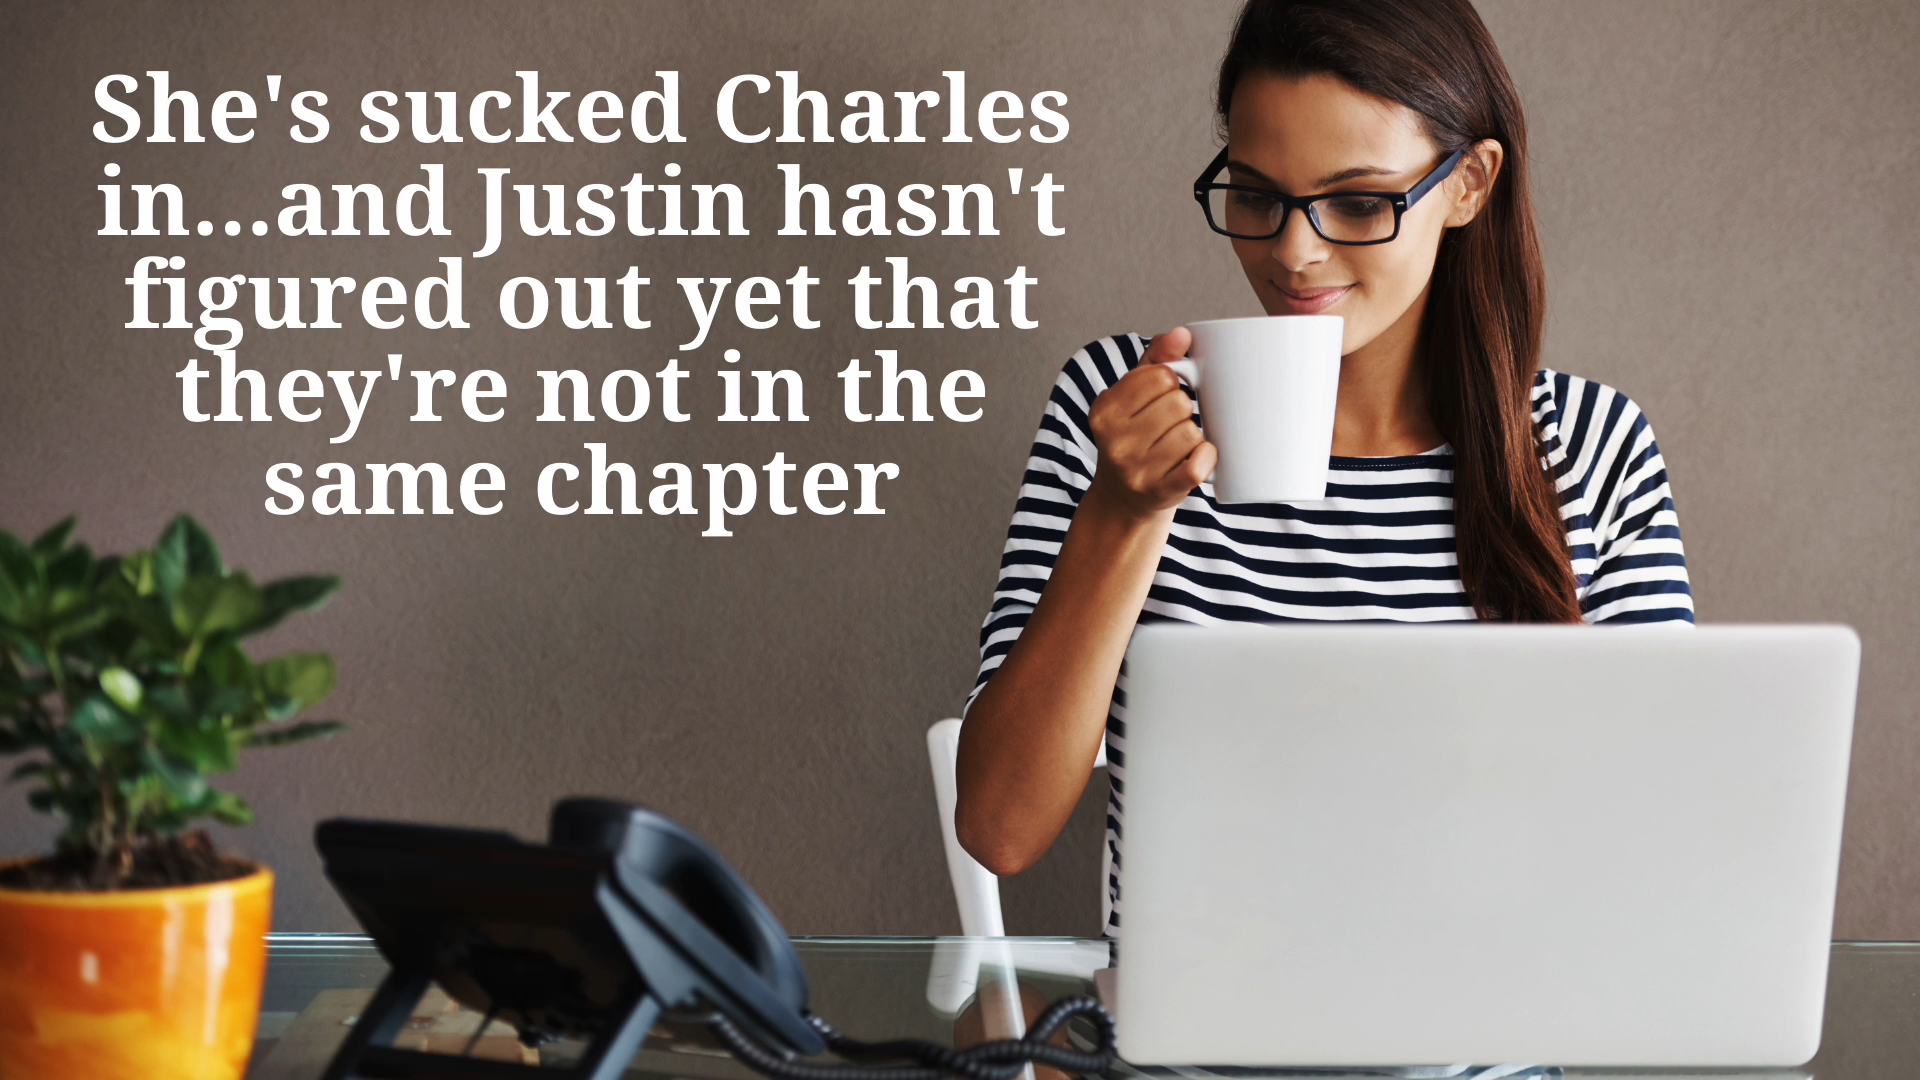 She's sucked Charles
in...and Justin hasn't
figured out yet that
they're not in the
same chapter